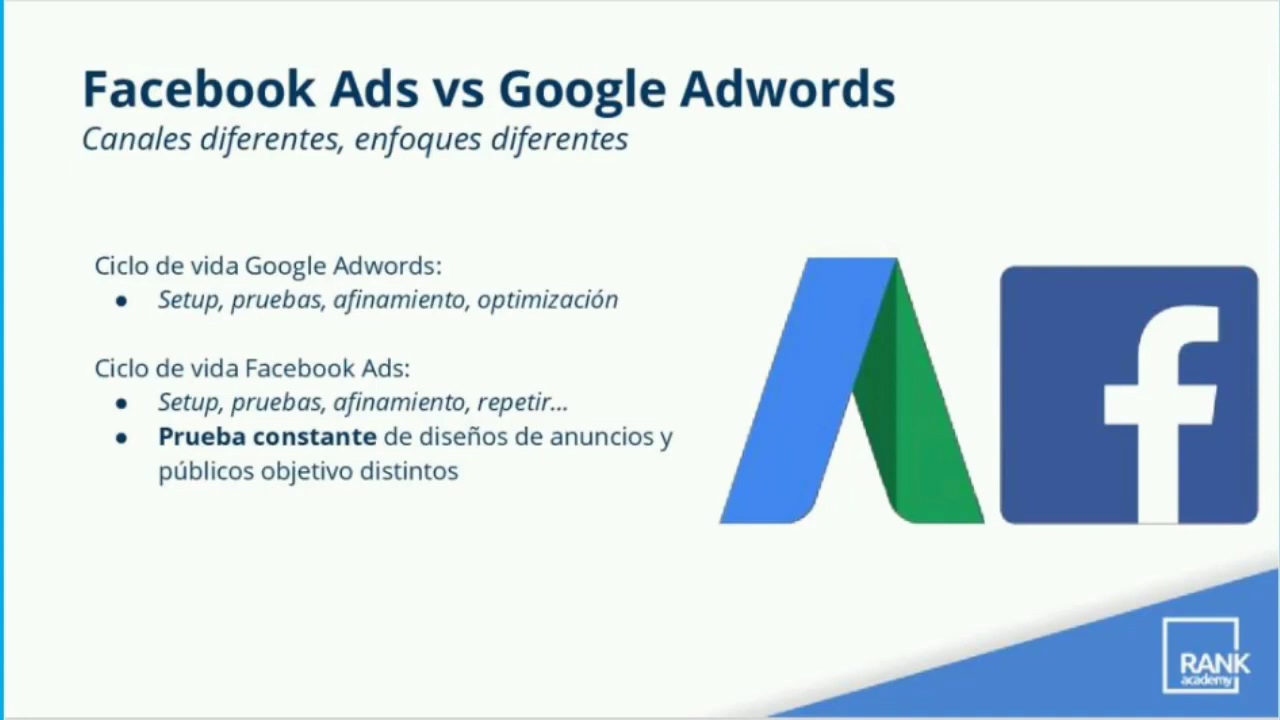 Facebook Ads vs Google Adwords
Canales diferentes, enfoques diferentes
Ciclo de vida Google Adwords:
● Setup, pruebas, afinamiento, optimización
Ciclo de vida Facebook Ads:
● Setup, pruebas, afinamiento, repetir...
● Prueba constante de diseños de anuncios y
públicos objetivo distintos
RANK
academy